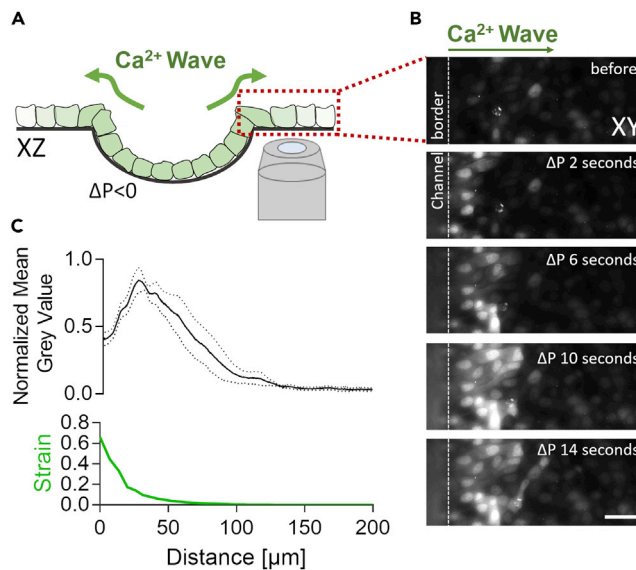 A
Ca²⁺ Wave
XZ
ΔP<0
B
Ca²⁺ Wave
before
XY
Channel border
ΔP 2 seconds
ΔP 6 seconds
ΔP 10 seconds
ΔP 14 seconds
C
Normalized Mean
Grey Value
1.0
0.5
0.0
Strain
0.8
0.6
0.4
0.2
0.0
0
50
100
150
200
Distance [µm]